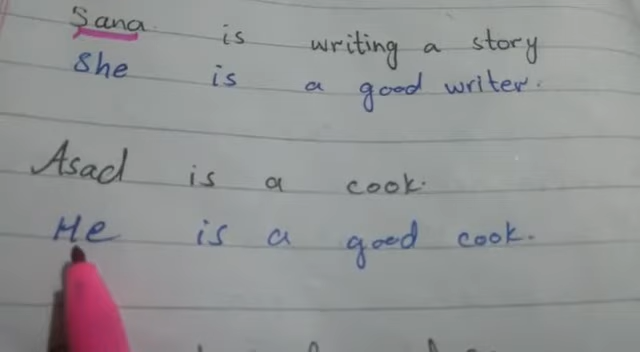 Sana is writing a story
She is a good writer.
Asad is a cook.
He is a good cook.